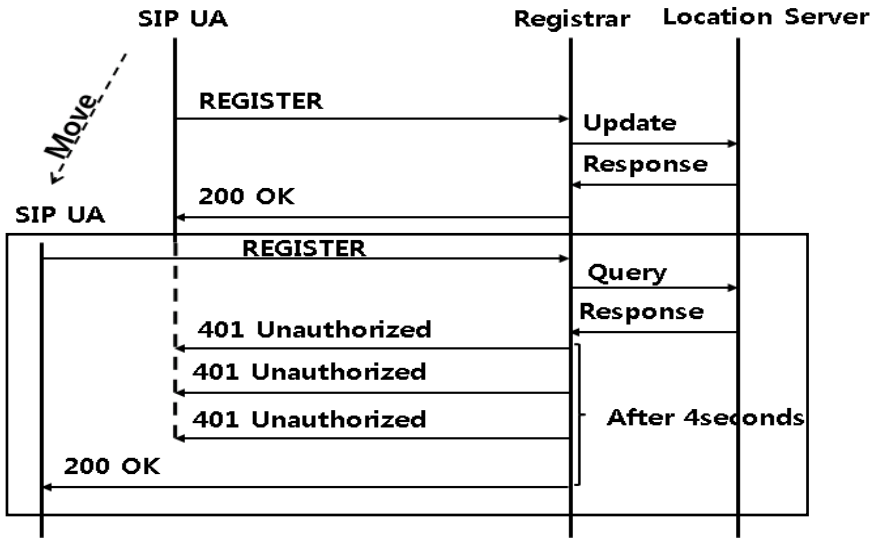 SIP UA
Registrar
Location Server
Move
REGISTER
Update
Response
200 OK
SIP UA
REGISTER
Query
Response
401 Unauthorized
401 Unauthorized
401 Unauthorized
After 4seconds
200 OK